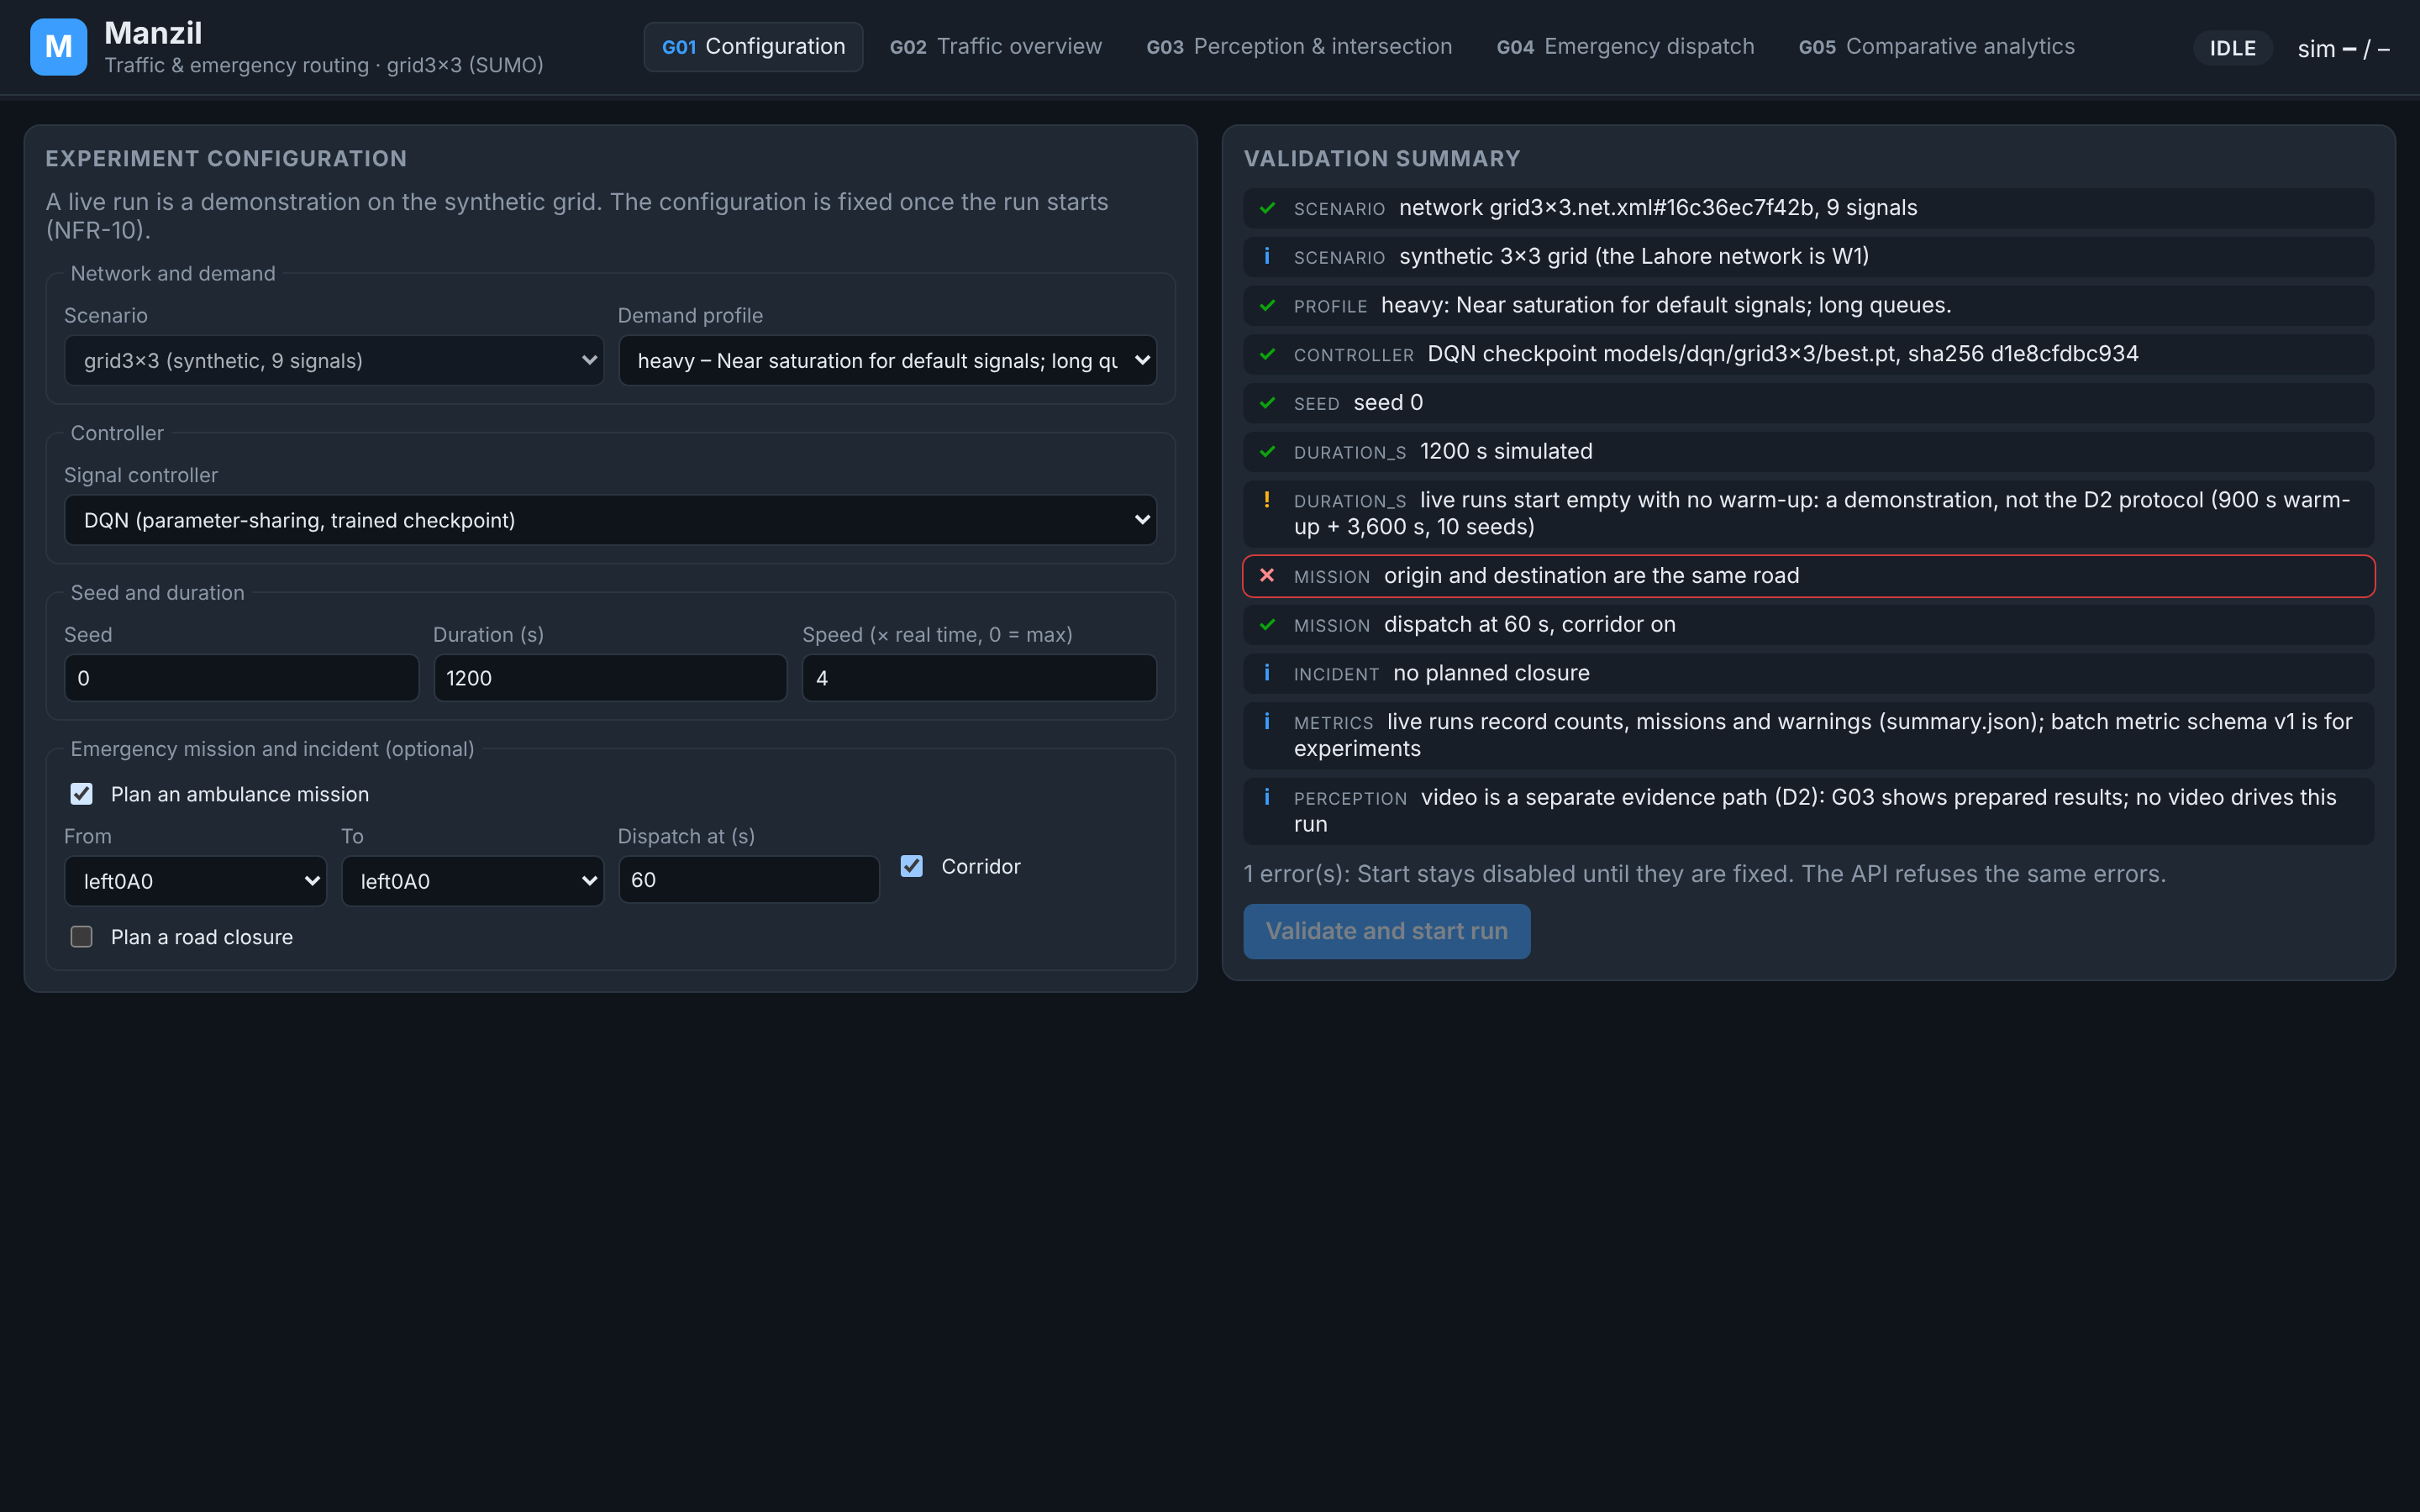 M
Manzil
Traffic & emergency routing · grid3×3 (SUMO)
G01 Configuration
G02 Traffic overview
G03 Perception & intersection
G04 Emergency dispatch
G05 Comparative analytics
IDLE
sim – / –
EXPERIMENT CONFIGURATION
A live run is a demonstration on the synthetic grid. The configuration is fixed once the run starts
(NFR-10).
Network and demand
Scenario
Demand profile
grid3×3 (synthetic, 9 signals)
heavy – Near saturation for default signals; long qu
Controller
Signal controller
DQN (parameter-sharing, trained checkpoint)
Seed and duration
Seed
Duration (s)
Speed (× real time, 0 = max)
0
1200
4
Emergency mission and incident (optional)
Plan an ambulance mission
From
To
Dispatch at (s)
left0A0
left0A0
60
Corridor
Plan a road closure
VALIDATION SUMMARY
✓ SCENARIO network grid3×3.net.xml#16c36ec7f42b, 9 signals
i SCENARIO synthetic 3×3 grid (the Lahore network is W1)
✓ PROFILE heavy: Near saturation for default signals; long queues.
✓ CONTROLLER DQN checkpoint models/dqn/grid3×3/best.pt, sha256 d1e8cfdbc934
✓ SEED seed 0
✓ DURATION_S 1200 s simulated
! DURATION_S live runs start empty with no warm-up: a demonstration, not the D2 protocol (900 s warm-
up + 3,600 s, 10 seeds)
✕ MISSION origin and destination are the same road
✓ MISSION dispatch at 60 s, corridor on
i INCIDENT no planned closure
i METRICS live runs record counts, missions and warnings (summary.json); batch metric schema v1 is for
experiments
i PERCEPTION video is a separate evidence path (D2): G03 shows prepared results; no video drives this
run
1 error(s): Start stays disabled until they are fixed. The API refuses the same errors.
Validate and start run